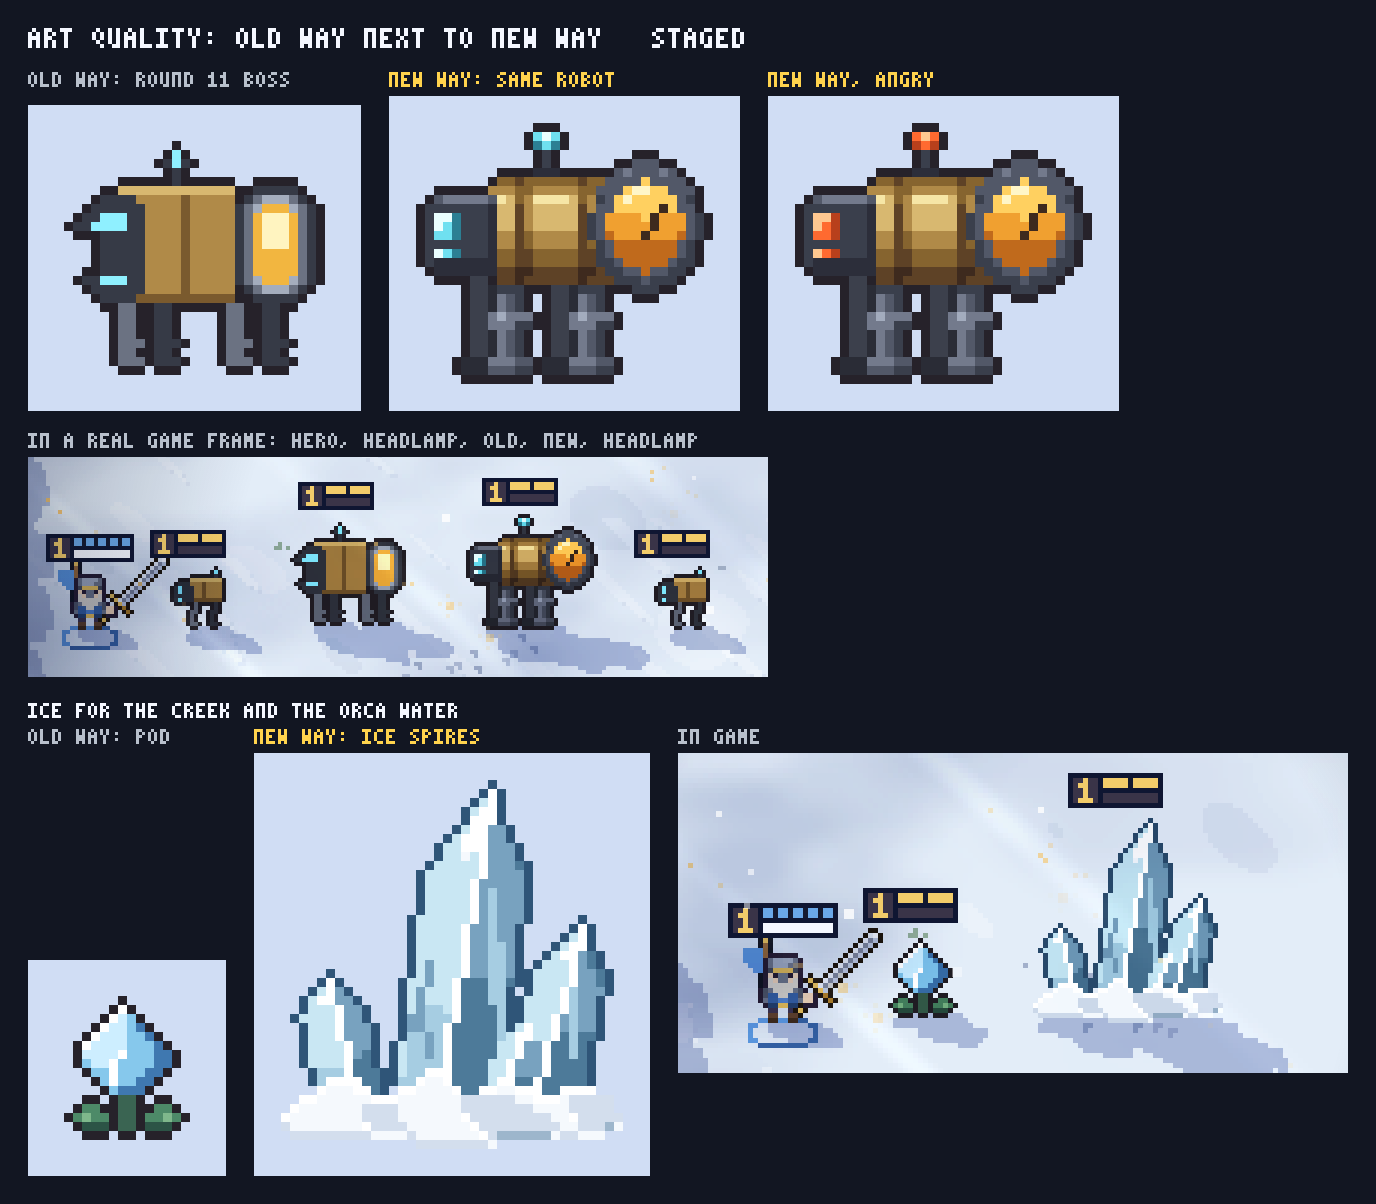 ART QUALITY: OLD WAY NEXT TO NEW WAY   STAGED
OLD WAY: ROUND 11 BOSS
NEW WAY: SAME ROBOT
NEW WAY, ANGRY
IN A REAL GAME FRAME: HERO, HEADLAMP, OLD, NEW, HEADLAMP
1
1
1
1
1
ICE FOR THE CREEK AND THE ORCA WATER
OLD WAY: POD
NEW WAY: ICE SPIRES
IN GAME
1
1
1